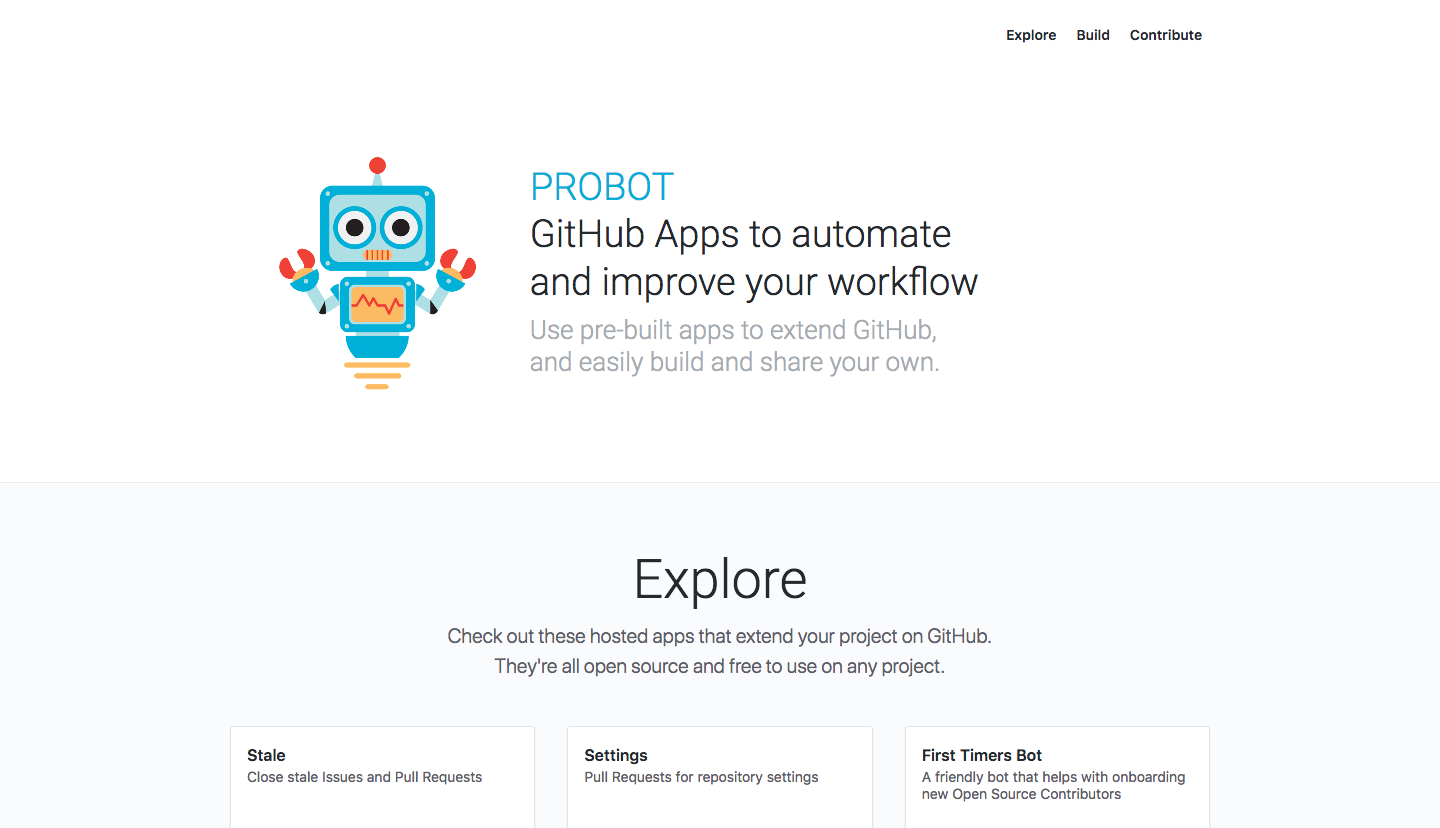 Explore Build Contribute
PROBOT
GitHub Apps to automate
and improve your workflow
Use pre-built apps to extend GitHub,
and easily build and share your own.
Explore
Check out these hosted apps that extend your project on GitHub.
They're all open source and free to use on any project.
Stale
Close stale Issues and Pull Requests
Settings
Pull Requests for repository settings
First Timers Bot
A friendly bot that helps with onboarding
new Open Source Contributors